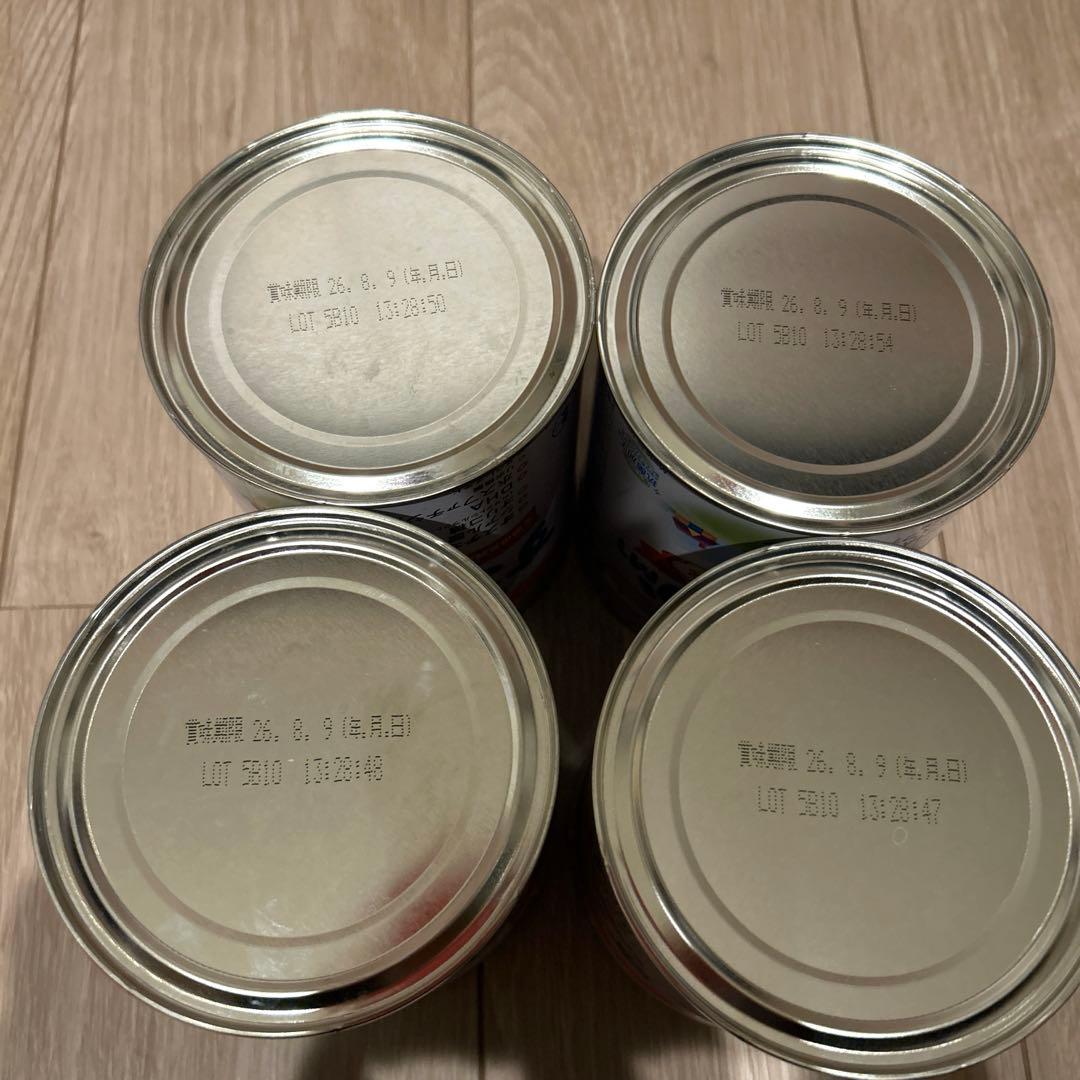 賞味期限 26. 8. 9 (年.月.日)
LOT 5B10 13:28:50
賞味期限 26. 8. 9 (年.月.日)
LOT 5B10 13:28:54
賞味期限 26. 8. 9 (年.月.日)
LOT 5B10 13:28:48
賞味期限 26. 8. 9 (年.月.日)
LOT 5B10 13:28:47